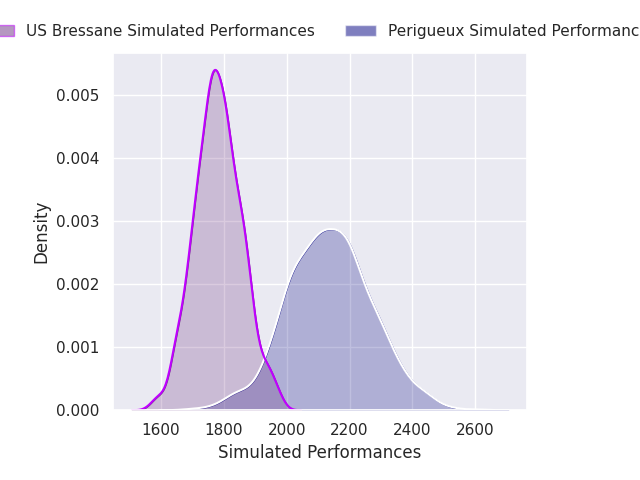 US Bressane Simulated Performances
Perigueux Simulated Performanc
0.005
0.004
0.003
0.002
0.001
0.000
Density
1600 1800 2000 2200 2400 2600
Simulated Performances